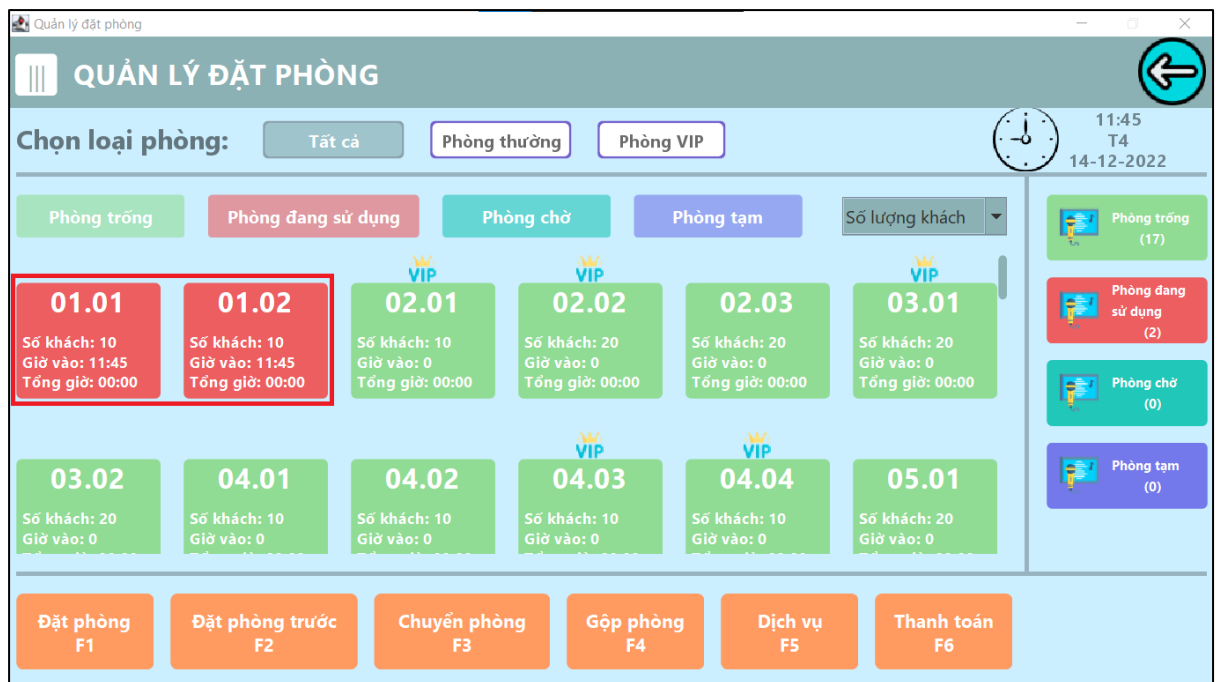 Quản lý đặt phòng
QUẢN LÝ ĐẶT PHÒNG
Chọn loại phòng:
Tất cả
Phòng thường
Phòng VIP
11:45
T4
14-12-2022
Phòng trống
Phòng đang sử dụng
Phòng chờ
Phòng tạm
Số lượng khách
VIP
VIP
VIP
01.01
Số khách: 10
Giờ vào: 11:45
Tổng giờ: 00:00
01.02
Số khách: 10
Giờ vào: 11:45
Tổng giờ: 00:00
02.01
Số khách: 10
Giờ vào: 0
Tổng giờ: 00:00
02.02
Số khách: 20
Giờ vào: 0
Tổng giờ: 00:00
02.03
Số khách: 20
Giờ vào: 0
Tổng giờ: 00:00
03.01
Số khách: 20
Giờ vào: 0
Tổng giờ: 00:00
VIP
VIP
03.02
Số khách: 20
Giờ vào: 0
04.01
Số khách: 10
Giờ vào: 0
04.02
Số khách: 10
Giờ vào: 0
04.03
Số khách: 10
Giờ vào: 0
04.04
Số khách: 10
Giờ vào: 0
05.01
Số khách: 20
Giờ vào: 0
Phòng trống
(17)
Phòng đang
sử dụng
(2)
Phòng chờ
(0)
Phòng tạm
(0)
Đặt phòng
F1
Đặt phòng trước
F2
Chuyển phòng
F3
Gộp phòng
F4
Dịch vụ
F5
Thanh toán
F6